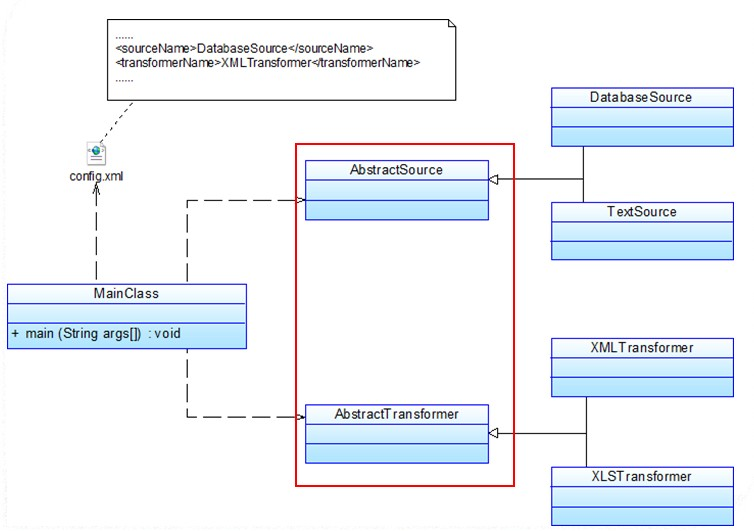 ......
<sourceName>DatabaseSource</sourceName>
<transformerName>XMLTransformer</transformerName>
......
config.xml
DatabaseSource
AbstractSource
TextSource
MainClass
+ main (String args[]) : void
XMLTransformer
AbstractTransformer
XLSTransformer